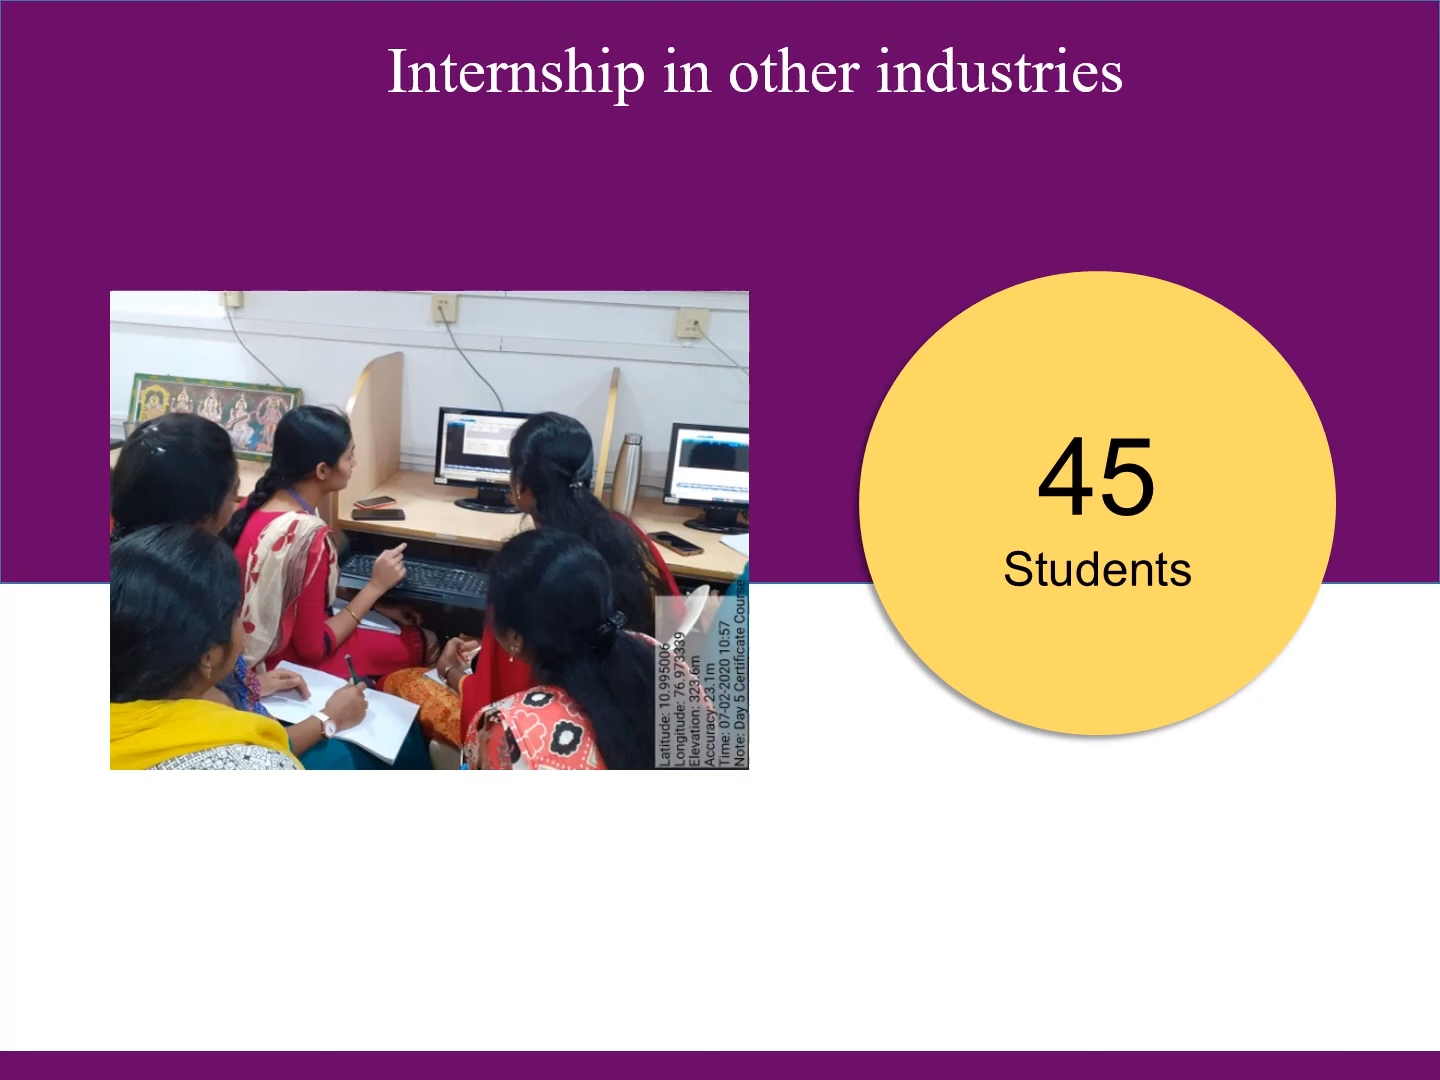 Internship in other industries
45
Students
Latitude: 10.995006
Longitude: 76.973339
Elevation: 323.6m
Accuracy: 23.1m
Time: 07-02-2020 10:57
Note: Day 5 Certificate Course